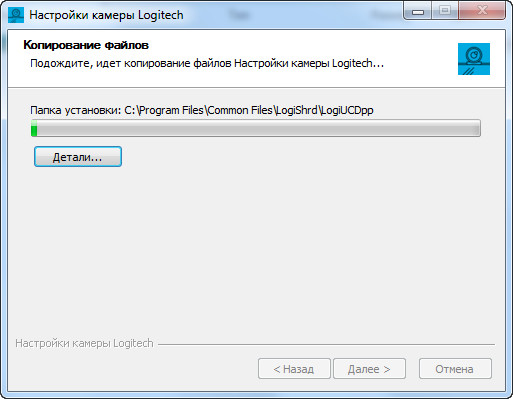 Настройки камеры Logitech
Копирование файлов
Подождите, идет копирование файлов Настройки камеры Logitech...
Папка установки: C:\Program Files\Common Files\LogiShrd\LogiUCDpp
Детали...
Настройки камеры Logitech
< Назад
Далее >
Отмена